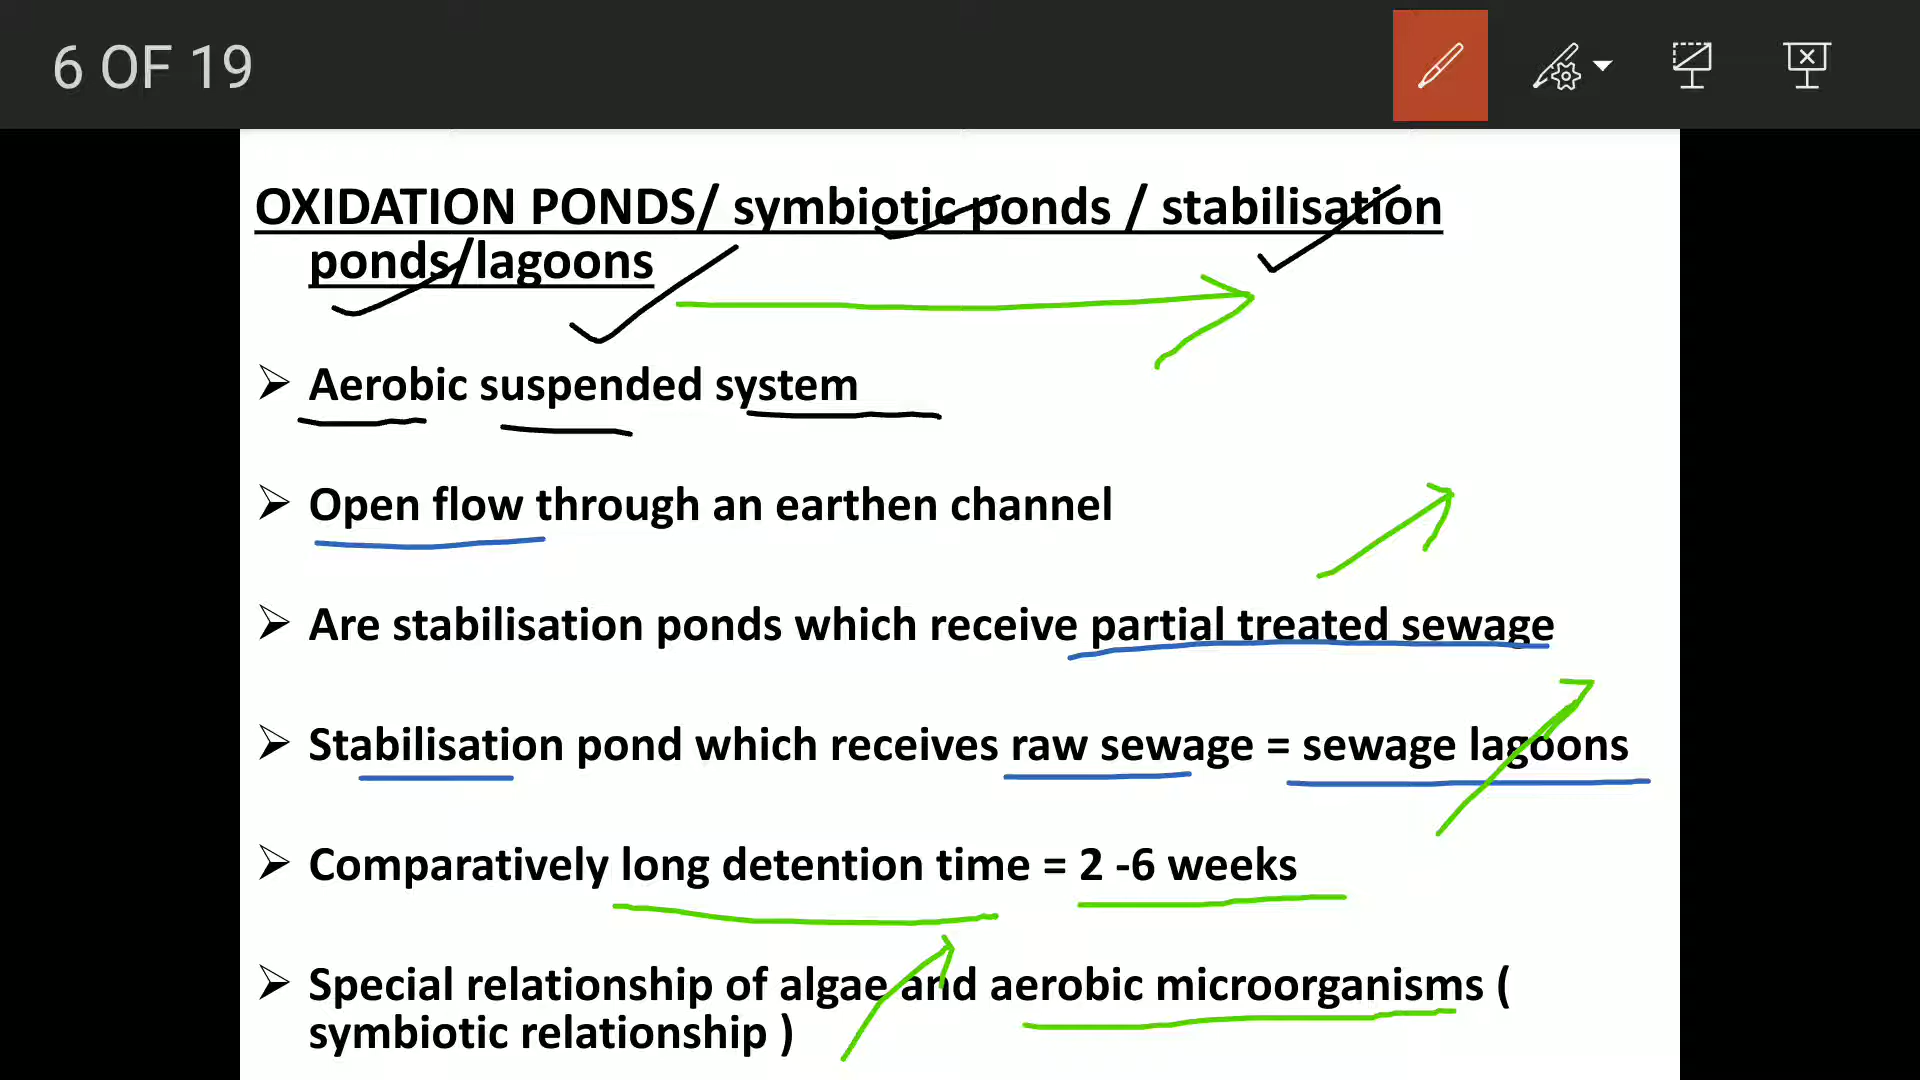 6 OF 19
OXIDATION PONDS/ symbiotic ponds / stabilisation
ponds/lagoons
➢ Aerobic suspended system
➢ Open flow through an earthen channel
➢ Are stabilisation ponds which receive partial treated sewage
➢ Stabilisation pond which receives raw sewage = sewage lagoons
➢ Comparatively long detention time = 2 -6 weeks
➢ Special relationship of algae and aerobic microorganisms (
symbiotic relationship )